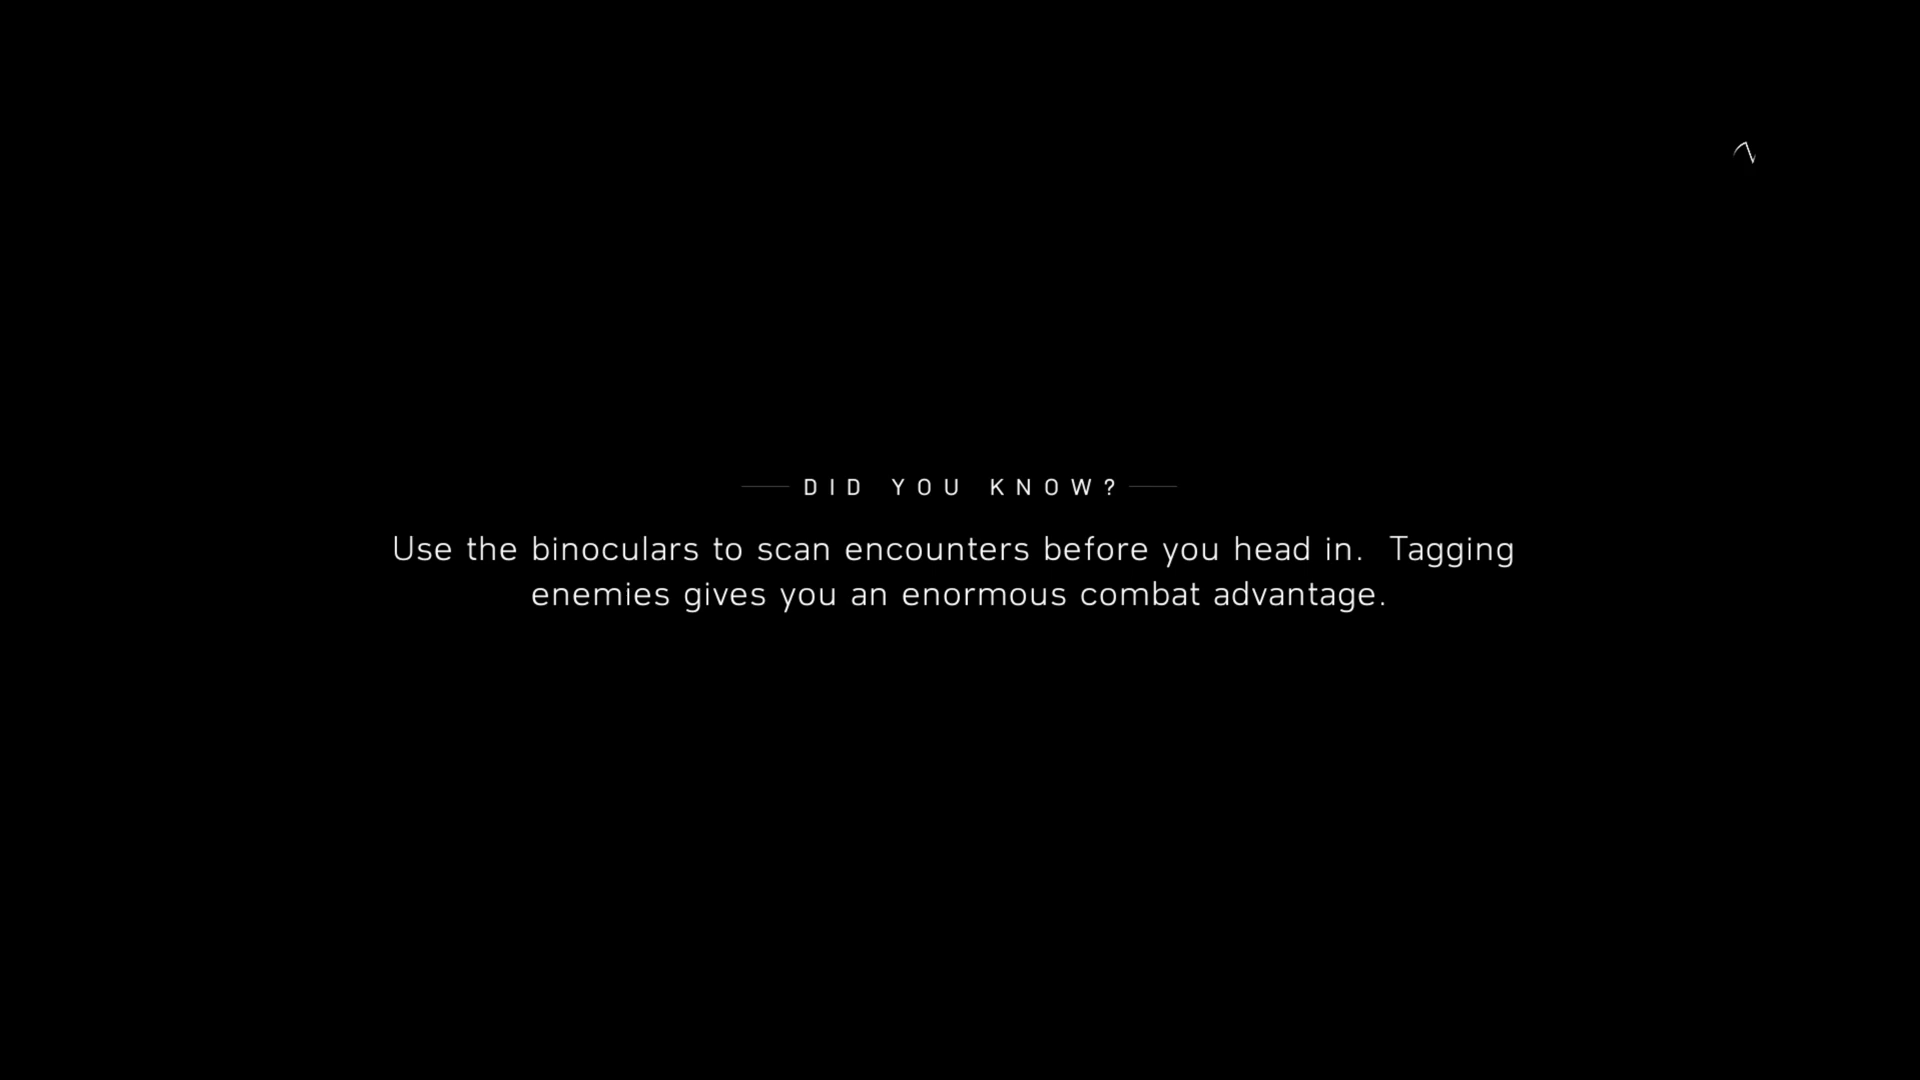 DID YOU KNOW?
Use the binoculars to scan encounters before you head in.  Tagging
enemies gives you an enormous combat advantage.